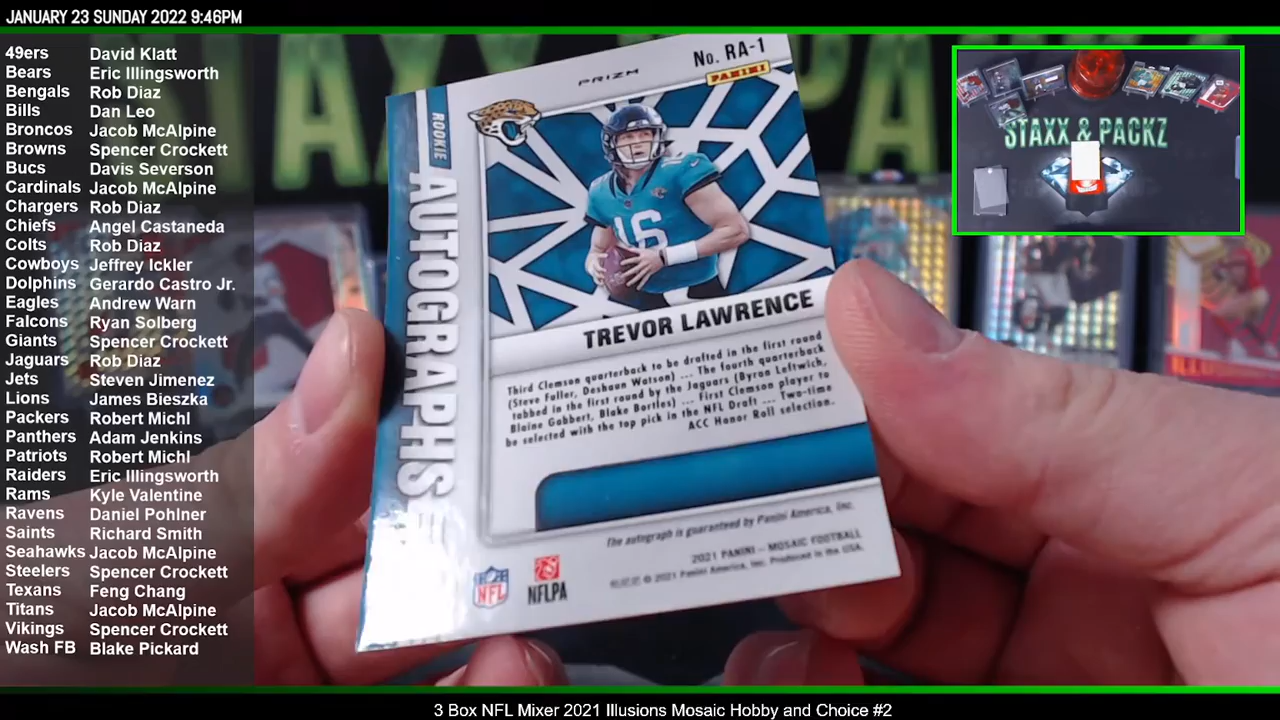 JANUARY 23 SUNDAY 2022 9:46PM
49ers David Klatt
Bears Eric Illingsworth
Bengals Rob Diaz
Bills Dan Leo
Broncos Jacob McAlpine
Browns Spencer Crockett
Bucs Davis Severson
Cardinals Jacob McAlpine
Chargers Rob Diaz
Chiefs Angel Castaneda
Colts Rob Diaz
Cowboys Jeffrey Ickler
Dolphins Gerardo Castro Jr.
Eagles Andrew Warn
Falcons Ryan Solberg
Giants Spencer Crockett
Jaguars Rob Diaz
Jets Steven Jimenez
Lions James Bieszka
Packers Robert Michl
Panthers Adam Jenkins
Patriots Robert Michl
Raiders Eric Illingsworth
Rams Kyle Valentine
Ravens Daniel Pohlner
Saints Richard Smith
Seahawks Jacob McAlpine
Steelers Spencer Crockett
Texans Feng Chang
Titans Jacob McAlpine
Vikings Spencer Crockett
Wash FB Blake Pickard
No. RA-1
PRIZM
PANINI
ROOKIE
AUTOGRAPHS
16
TREVOR LAWRENCE
Third Clemson quarterback to be drafted in the first round
(Steve Fuller, Deshaun Watson) ... The fourth quarterback
tabbed in the first round by the Jaguars (Byron Leftwich,
Blaine Gabbert, Blake Bortles) ... First Clemson player to
be selected with the top pick in the NFL Draft ... Two-time
ACC Honor Roll selection.
The autograph is guaranteed by Panini America, Inc.
2021 PANINI – MOSAIC FOOTBALL
© 2021 Panini America, Inc. Produced in the USA.
NFL
NFLPA
STAXX & PACKZ
3 Box NFL Mixer 2021 Illusions Mosaic Hobby and Choice #2